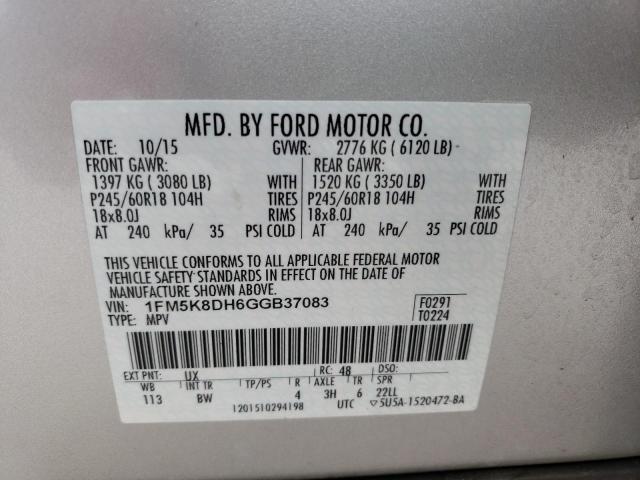 MFD. BY FORD MOTOR CO.
DATE: 10/15 GVWR: 2776 KG ( 6120 LB)-
FRONT GAWR: REAR GAWR:
1397 KG ( 3080 LB) WITH 1520 KG ( 3350 LB) WITH
P245/60R18 104H TIRES P245/60R18 104H TIRES
18x8.0J RIMS 18x8.0J RIMS
AT 240 kPa/ 35 PSI COLD AT 240 kPa/ 35 PSI COLD
THIS VEHICLE CONFORMS TO ALL APPLICABLE FEDERAL MOTOR
VEHICLE SAFETY STANDARDS IN EFFECT ON THE DATE OF
MANUFACTURE SHOWN ABOVE.
VIN: 1FM5K8DH6GGB37083 F0291
TYPE: MPV T0224
EXT PNT: UX RC: 48 DSO:
WB INT TR TP/PS R AXLE TR SPR
113 BW 4 3H 6 22LL
1201510294198 UTC ▽5U5A-1520472-BA